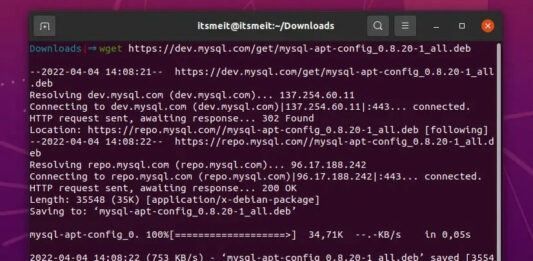 itsmeit@itsmeit:~/Downloads
Downloads|⇒wget https://dev.mysql.com/get/mysql-apt-config_0.8.20-1_all.deb
--2022-04-04 14:08:21-- https://dev.mysql.com/get/mysql-apt-config_0.8.20-1_all
.deb
Resolving dev.mysql.com (dev.mysql.com)... 137.254.60.11
Connecting to dev.mysql.com (dev.mysql.com)|137.254.60.11|:443... connected.
HTTP request sent, awaiting response... 302 Found
Location: https://repo.mysql.com//mysql-apt-config_0.8.20-1_all.deb [following]
--2022-04-04 14:08:22-- https://repo.mysql.com//mysql-apt-config_0.8.20-1_all.d
eb
Resolving repo.mysql.com (repo.mysql.com)... 96.17.188.242
Connecting to repo.mysql.com (repo.mysql.com)|96.17.188.242|:443... connected.
HTTP request sent, awaiting response... 200 OK
Length: 35548 (35K) [application/x-debian-package]
Saving to: ‘mysql-apt-config_0.8.20-1_all.deb’
mysql-apt-config_0. 100%[===================>] 34,71K --.-KB/s in 0,05s
2022-04-04 14:08:22 (753 KB/s) - ‘mysql-apt-config_0.8.20-1_all.deb’ saved [3554